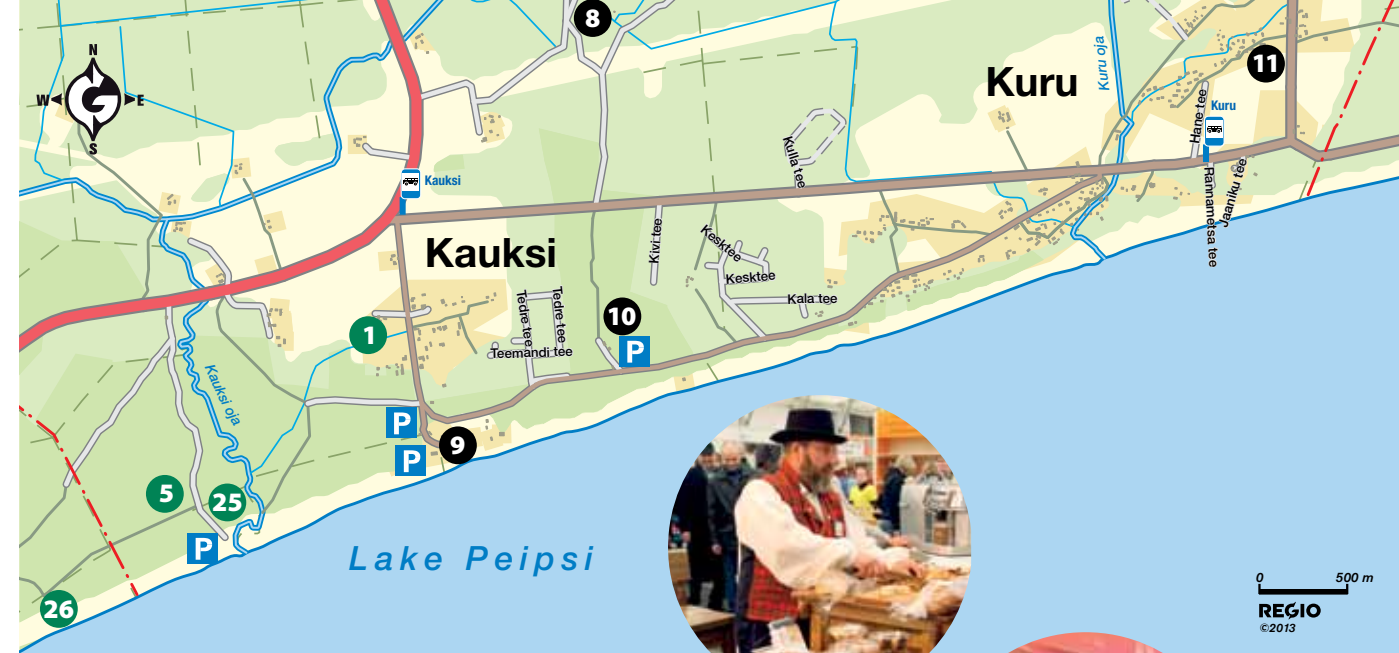 8
Kuru
Kuru oja
11
N
W E
S
G
Hane tee
Kuru
Kulla tee
Kauksi
Jaaniku tee
Rannametsa tee
Kauksi
Kivi tee
Kesktee
Kesktee
Kala tee
Tedre tee
Tedre tee
Teemandi tee
10
P
1
Kauksi oja
P
9
P
5
25
P
Lake Peipsi
26
0 500 m
REGIO
©2013